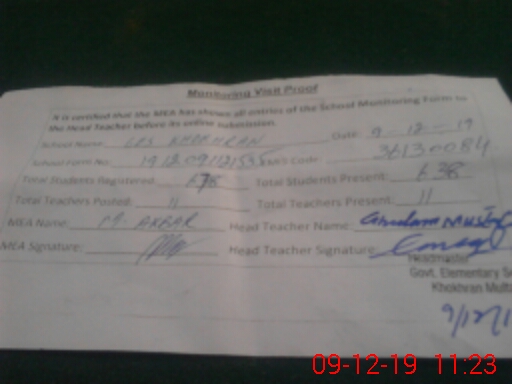 Monitoring Visit Proof
It is certified that the MEA has shown all entries of the School Monitoring Form to
the Head Teacher before its online submission.
School Name: KHOKHRAN Date: 9-12-19
School Form No: EMIS Code: 36130084
Total Students Registered: 678 Total Students Present: 638
Total Teachers Posted: 11 Total Teachers Present: 11
MEA Name: M AKBAR Head Teacher Name: Ghulam
MEA Signature: Head Teacher Signature:
Headmaster
Govt. Elementary
Khokhran
9/12/1
09-12-19 11:23